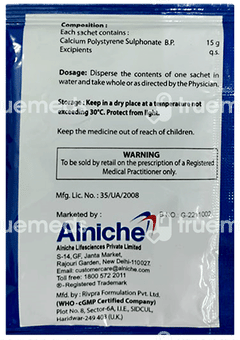 Composition :
Each sachet contains :
Calcium Polystyrene Sulphonate B.P. 15 g
Excipients q.s.
Dosage: Disperse the contents of one sachet in
water and take whole or as directed by the Physician.
Storage : Keep in a dry place at a temperature not
exceeding 30°C. Protect from light.
Keep the medicine out of reach of children.
WARNING
To be sold by retail on the prescription of a Registered
Medical Practitioner only.
Mfg. Lic. No.: 35/UA/2008
Marketed by :
G-22-1002
Alniche
Alniche Lifesciences Private Limited
S-14, GF, Janta Market,
Rajouri Garden, New Delhi-110027.
Email: customercare@alniche.com
Toll free: 1800 572 2011
®-Registered Trademark
Mfd. by : Rivpra Formulation Pvt. Ltd.
(WHO-cGMP Certified Company)
Plot No. 8, Sector-6A, I.I.E, SIDCUL,
Haridwar-249 403 (U.K.)